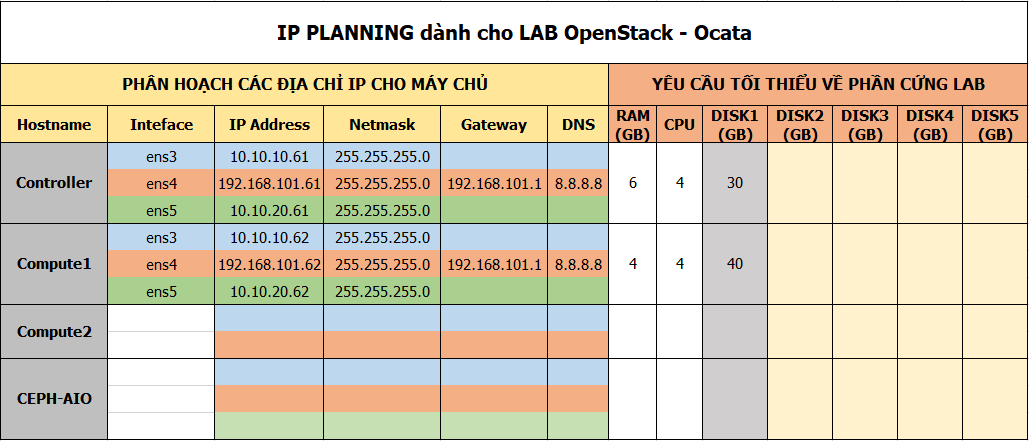 IP PLANNING dành cho LAB OpenStack - Ocata
PHÂN HOẠCH CÁC ĐỊA CHỈ IP CHO MÁY CHỦ YÊU CẦU TỐI THIỂU VỀ PHẦN CỨNG LAB
Hostname Inteface IP Address Netmask Gateway DNS RAM (GB) CPU DISK1 (GB) DISK2 (GB) DISK3 (GB) DISK4 (GB) DISK5 (GB)
ens3 10.10.10.61 255.255.255.0
Controller ens4 192.168.101.61 255.255.255.0 192.168.101.1 8.8.8.8 6 4 30
ens5 10.10.20.61 255.255.255.0
ens3 10.10.10.62 255.255.255.0
Compute1 ens4 192.168.101.62 255.255.255.0 192.168.101.1 8.8.8.8 4 4 40
ens5 10.10.20.62 255.255.255.0
Compute2
CEPH-AIO